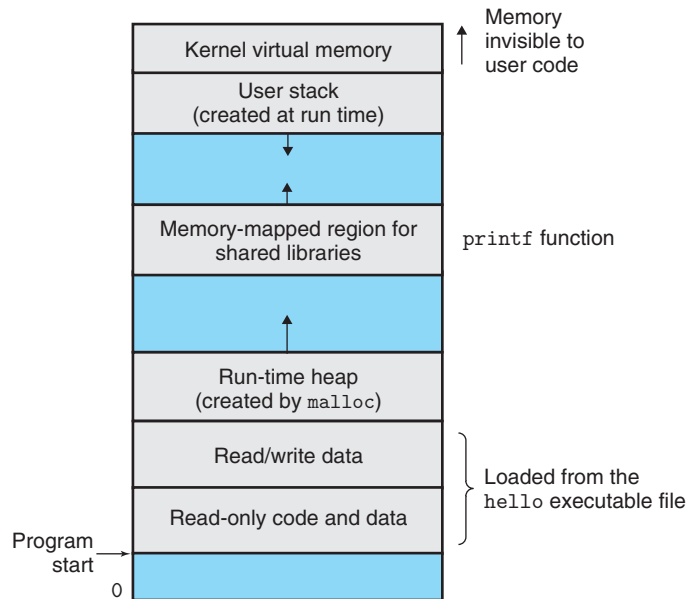 Memory
invisible to
user code
Kernel virtual memory
User stack
(created at run time)
Memory-mapped region for
shared libraries
printf function
Run-time heap
(created by malloc)
Read/write data
Loaded from the
hello executable file
Read-only code and data
Program
start
0